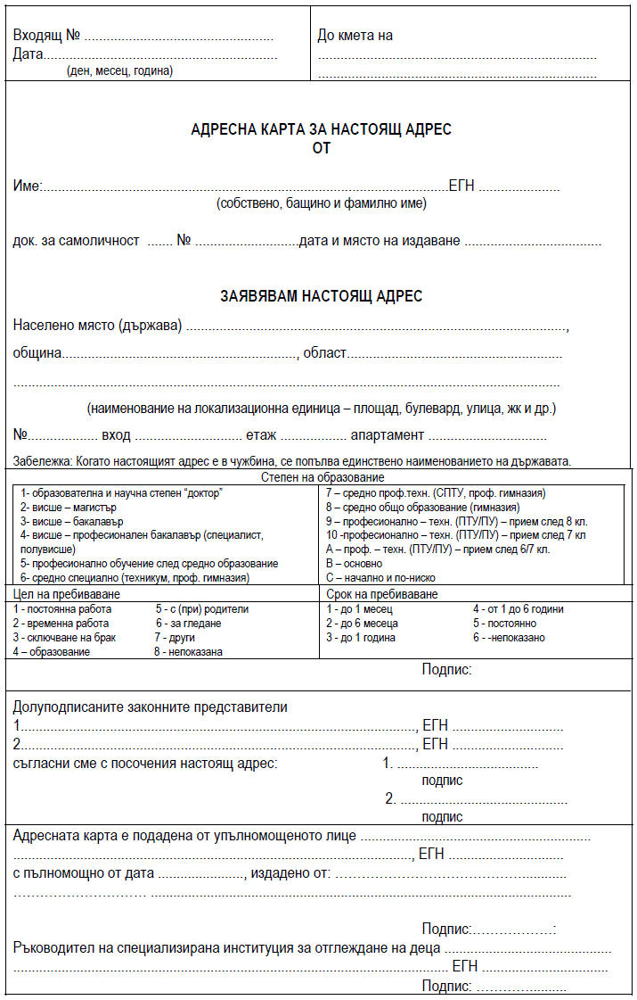 Входящ № ...................................................
Дата...............................................................
(ден, месец, година)
До кмета на
...........................................................................
...........................................................................
АДРЕСНА КАРТА ЗА НАСТОЯЩ АДРЕС
ОТ
Име:.............................................................................................................ЕГН ......................
(собствено, бащино и фамилно име)
док. за самоличност ....... № ............................дата и място на издаване .....................................
ЗАЯВЯВАМ НАСТОЯЩ АДРЕС
Населено място (държава) ......................................................................................................,
община..............................................................., област..........................................................
...................................................................................................................................................
(наименование на локализационна единица – площад, булевард, улица, жк и др.)
№................... вход ............................. етаж .................. апартамент ................................
Забележка: Когато настоящият адрес е в чужбина, се попълва единствено наименованието на държавата.
Степен на образование
1- образователна и научна степен “доктор”
2- висше – магистър
3- висше – бакалавър
4- висше – професионален бакалавър (специалист,
полувисше)
5- професионално обучение след средно образование
6- средно специално (техникум, проф. гимназия)
7 – средно проф.техн. (СПТУ, проф. гимназия)
8 – средно общо образование (гимназия)
9 – професионално – техн. (ПТУ/ПУ) – прием след 8 кл.
10 -професионално – техн. (ПТУ/ПУ) – прием след 7 кл
А – проф. – техн. (ПТУ/ПУ) – прием след 6/7 кл.
В – основно
С – начално и по-ниско
Цел на пребиваване
1 - постоянна работа 5 - с (при) родители
2 - временна работа 6 - за гледане
3 - сключване на брак 7 - други
4 – образование 8 - непоказана
Срок на пребиваване
1 - до 1 месец 4 - от 1 до 6 години
2 - до 6 месеца 5 - постоянно
3 - до 1 година 6 - -непоказано
Подпис:
Долуподписаните законните представители
1.........................................................................................................., ЕГН ..............................
2.........................................................................................................., ЕГН ..............................
съгласни сме с посочения настоящ адрес: 1. ......................................
подпис
2. .............................................
подпис
Адресната карта е подадена от упълномощеното лице ..............................................................
..........................................................................................................., ЕГН ...............................
с пълномощно от дата ......................., издадено от: ……………………………………............
………………………… .................................................................................................................
Подпис:………………:
Ръководител на специализирана институция за отглеждане на деца .............................................
..................................................................................................................... ЕГН ..................................
Подпис: …………..........